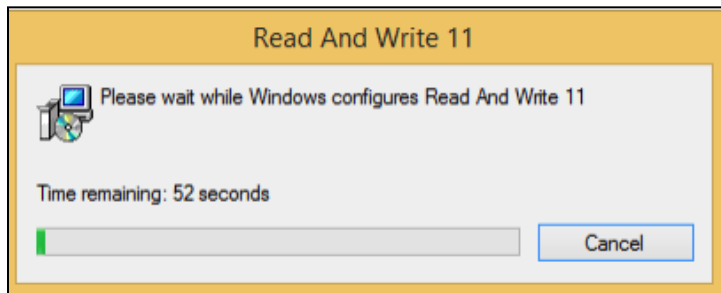 Read And Write 11
Please wait while Windows configures Read And Write 11
Time remaining: 52 seconds
Cancel